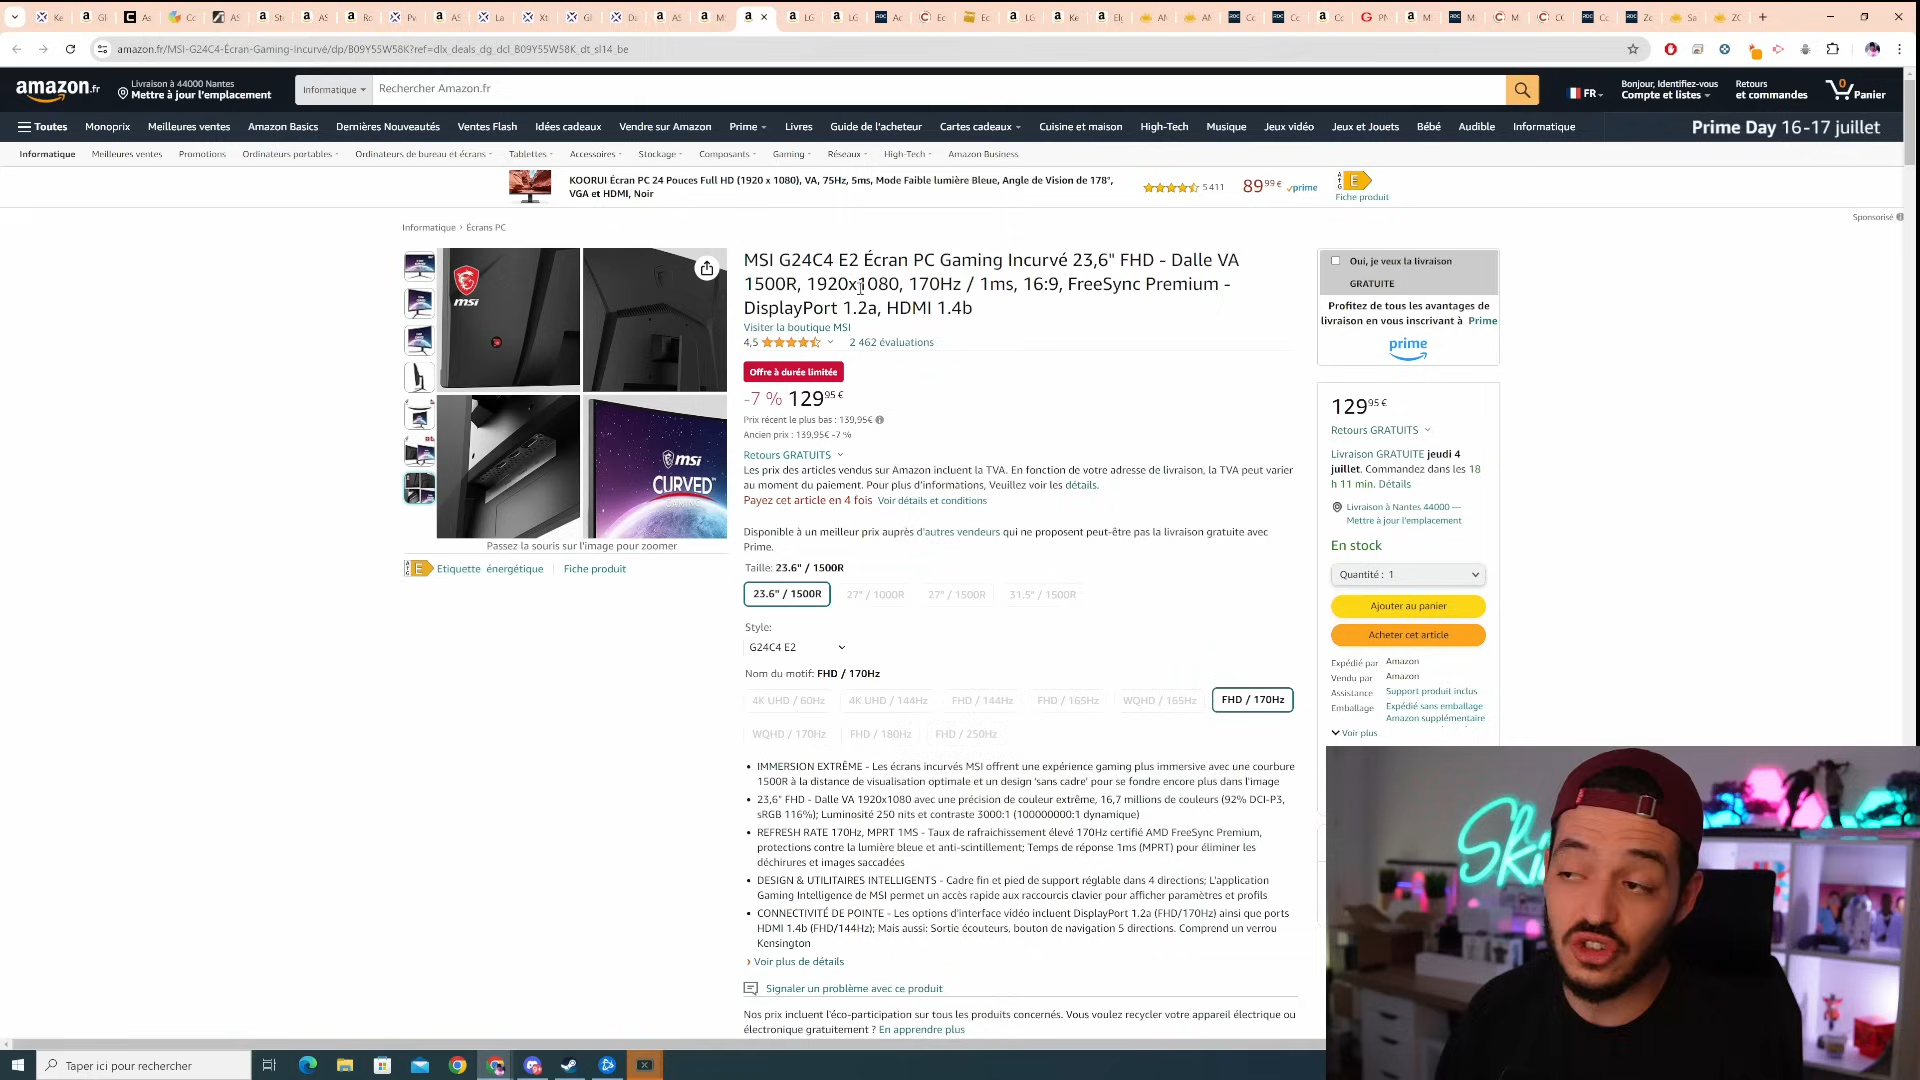 amazon.fr/MSI-G24C4-Écran-Gaming-Incurvé/dp/B09Y55W58K?ref=dlx_deals_dg_dcl_B09Y55W58K_dt_sl14_be
amazon.fr
Livraison à 44000 Nantes
Mettre à jour l'emplacement
Informatique
Rechercher Amazon.fr
FR
Bonjour, Identifiez-vous
Compte et listes
Retours
et commandes
0
Panier
Toutes
Monoprix
Meilleures ventes
Amazon Basics
Dernières Nouveautés
Ventes Flash
Idées cadeaux
Vendre sur Amazon
Prime
Livres
Guide de l'acheteur
Cartes cadeaux
Cuisine et maison
High-Tech
Musique
Jeux vidéo
Jeux et Jouets
Bébé
Audible
Informatique
Prime Day 16-17 juillet
Informatique
Meilleures ventes
Promotions
Ordinateurs portables
Ordinateurs de bureau et écrans
Tablettes
Accessoires
Stockage
Composants
Gaming
Réseaux
High-Tech
Amazon Business
KOORUI Écran PC 24 Pouces Full HD (1920 x 1080), VA, 75Hz, 5ms, Mode Faible lumière Bleue, Angle de Vision de 178°,
VGA et HDMI, Noir
5 411
89,99 €
prime
E
Fiche produit
Sponsorisé
Informatique › Écrans PC
msi
msi
CURVED
GAMING
Passez la souris sur l'image pour zoomer
E
Etiquette énergétique
Fiche produit
MSI G24C4 E2 Écran PC Gaming Incurvé 23,6" FHD - Dalle VA
1500R, 1920x1080, 170Hz / 1ms, 16:9, FreeSync Premium -
DisplayPort 1.2a, HDMI 1.4b
Visiter la boutique MSI
4,5
2 462 évaluations
Offre à durée limitée
-7 % 129,95 €
Prix récent le plus bas : 139,95€
Ancien prix : 139,95€ -7 %
Retours GRATUITS
Les prix des articles vendus sur Amazon incluent la TVA. En fonction de votre adresse de livraison, la TVA peut varier
au moment du paiement. Pour plus d'informations, Veuillez voir les détails.
Payez cet article en 4 fois Voir détails et conditions
Disponible à un meilleur prix auprès d'autres vendeurs qui ne proposent peut-être pas la livraison gratuite avec
Prime.
Taille: 23.6" / 1500R
23.6" / 1500R
27" / 1000R
27" / 1500R
31.5" / 1500R
Style:
G24C4 E2
Nom du motif: FHD / 170Hz
4K UHD / 60Hz
4K UHD / 144Hz
FHD / 144Hz
FHD / 165Hz
WQHD / 165Hz
FHD / 170Hz
WQHD / 170Hz
FHD / 180Hz
FHD / 250Hz
• IMMERSION EXTRÊME - Les écrans incurvés MSI offrent une expérience gaming plus immersive avec une courbure
1500R à la distance de visualisation optimale et un design 'sans cadre' pour se fondre encore plus dans l'image
• 23,6" FHD - Dalle VA 1920x1080 avec une précision de couleur extrême, 16,7 millions de couleurs (92% DCI-P3,
sRGB 116%); Luminosité 250 nits et contraste 3000:1 (100000000:1 dynamique)
• REFRESH RATE 170Hz, MPRT 1MS - Taux de rafraichissement élevé 170Hz certifié AMD FreeSync Premium,
protections contre la lumière bleue et anti-scintillement; Temps de réponse 1ms (MPRT) pour éliminer les
déchirures et images saccadées
• DESIGN & UTILITAIRES INTELLIGENTS - Cadre fin et pied de support réglable dans 4 directions; L'application
Gaming Intelligence de MSI permet un accès rapide aux raccourcis clavier pour afficher paramètres et profils
• CONNECTIVITÉ DE POINTE - Les options d'interface vidéo incluent DisplayPort 1.2a (FHD/170Hz) ainsi que ports
HDMI 1.4b (FHD/144Hz); Mais aussi: Sortie écouteurs, bouton de navigation 5 directions. Comprend un verrou
Kensington
› Voir plus de détails
Signaler un problème avec ce produit
Nos prix incluent l'éco-participation sur tous les produits concernés. Vous voulez recycler votre appareil électrique ou
électronique gratuitement ? En apprendre plus
Oui, je veux la livraison
GRATUITE
Profitez de tous les avantages de
livraison en vous inscrivant à Prime
prime
129,95 €
Retours GRATUITS
Livraison GRATUITE jeudi 4
juillet. Commandez dans les 18
h 11 min. Détails
Livraison à Nantes 44000 —
Mettre à jour l'emplacement
En stock
Quantité : 1
Ajouter au panier
Acheter cet article
Expédié par Amazon
Vendu par Amazon
Assistance Support produit inclus
Emballage Expédié sans emballage
Amazon supplémentaire
Voir plus
Taper ici pour rechercher